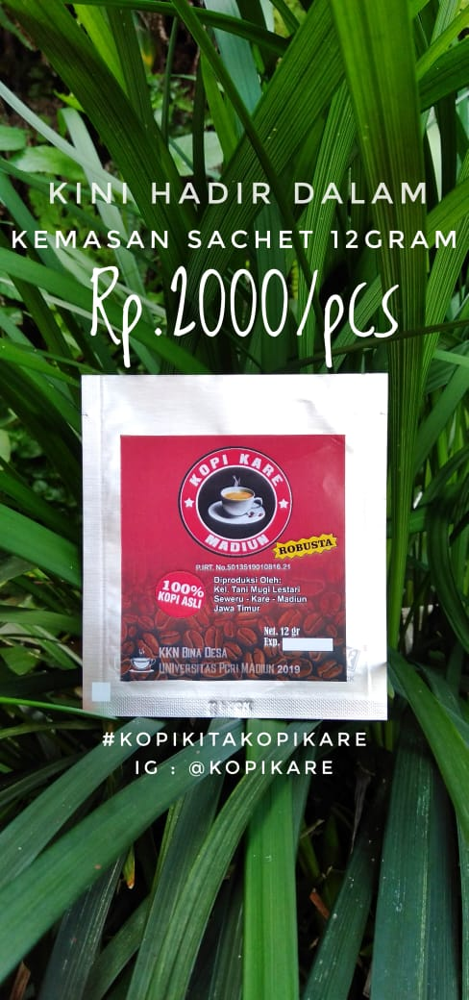 KINI HADIR DALAM
KEMASAN SACHET 12GRAM
Rp.2000/pcs
KOPI KARE
MADIUN
ROBUSTA
P.IRT. No.5013519010816.21
100%
KOPI ASLI
Diproduksi Oleh:
Kel. Tani Mugi Lestari
Seweru - Kare - Madiun
Jawa Timur
Net. 12 gr
Exp.
KKN Bina Desa
Universitas PGRI Madiun 2019
#KOPIKITAKOPIKARE
IG : @KOPIKARE